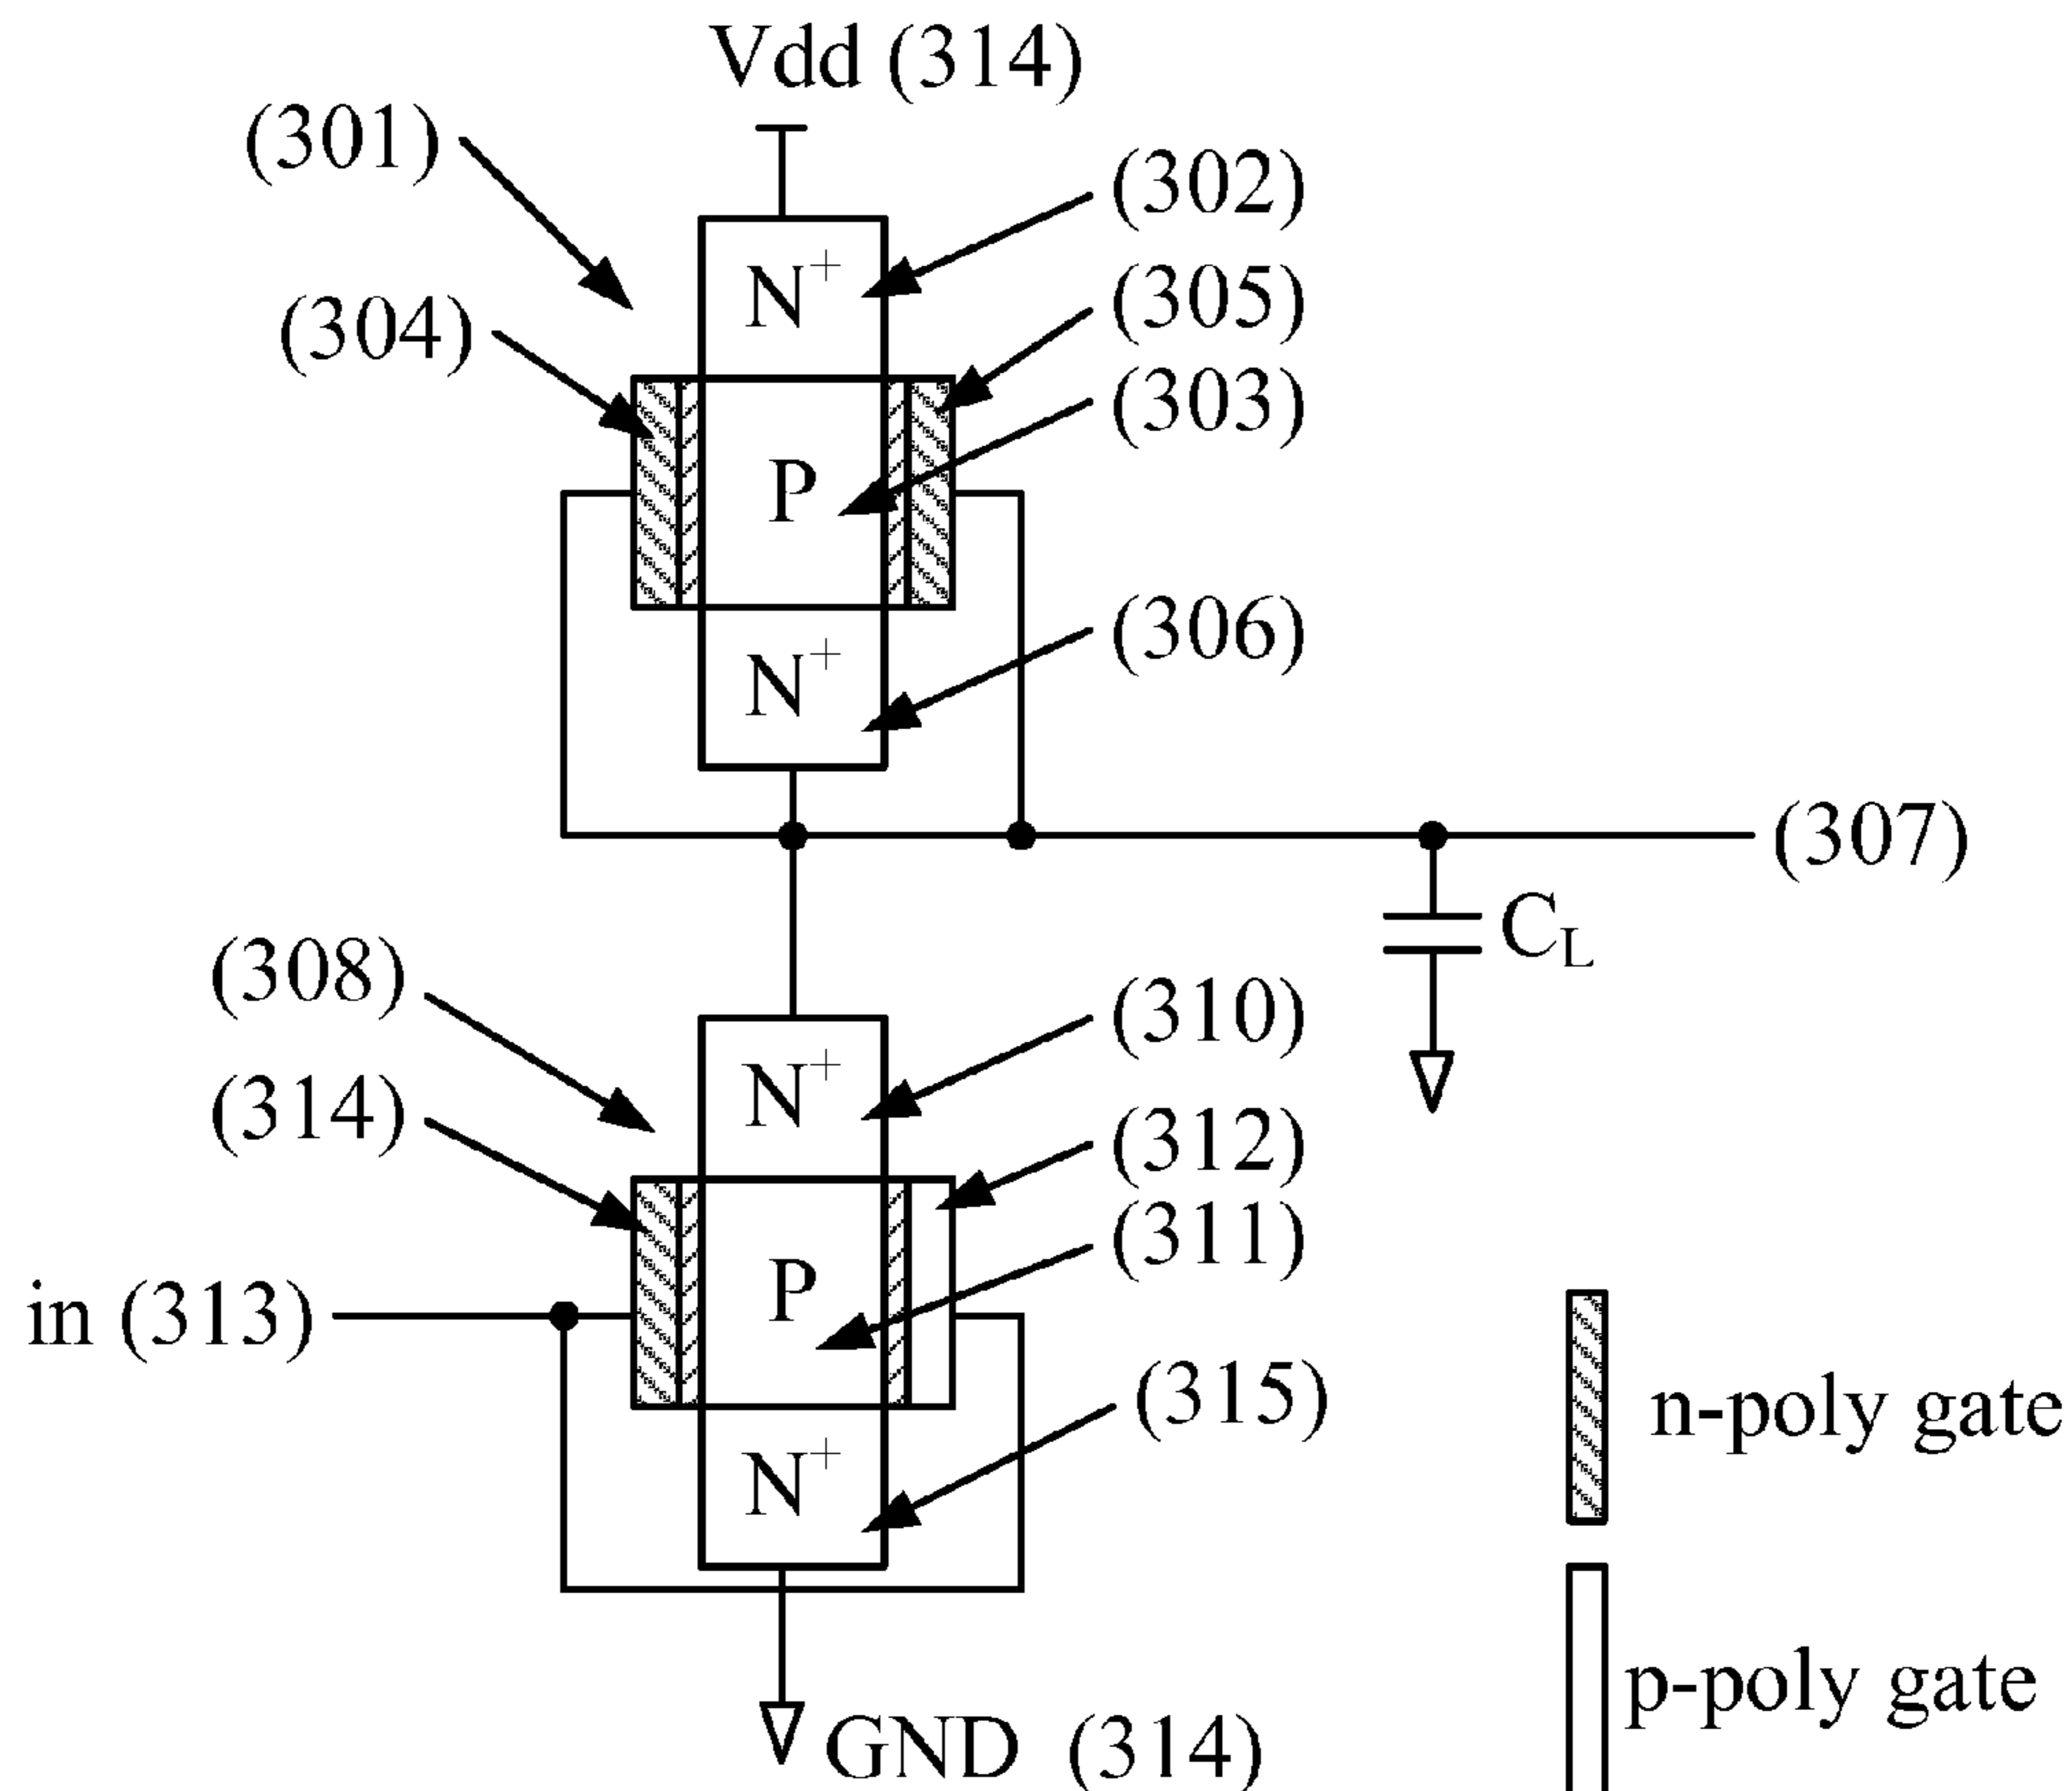 Vdd (314)
(301)
(302)
N+
(305)
(304)
(303)
P
(306)
N+
(307)
CL
(308)
(310)
N+
(314)
(312)
(311)
P
in (313)
(315)
n-poly gate
N+
p-poly gate
GND (314)